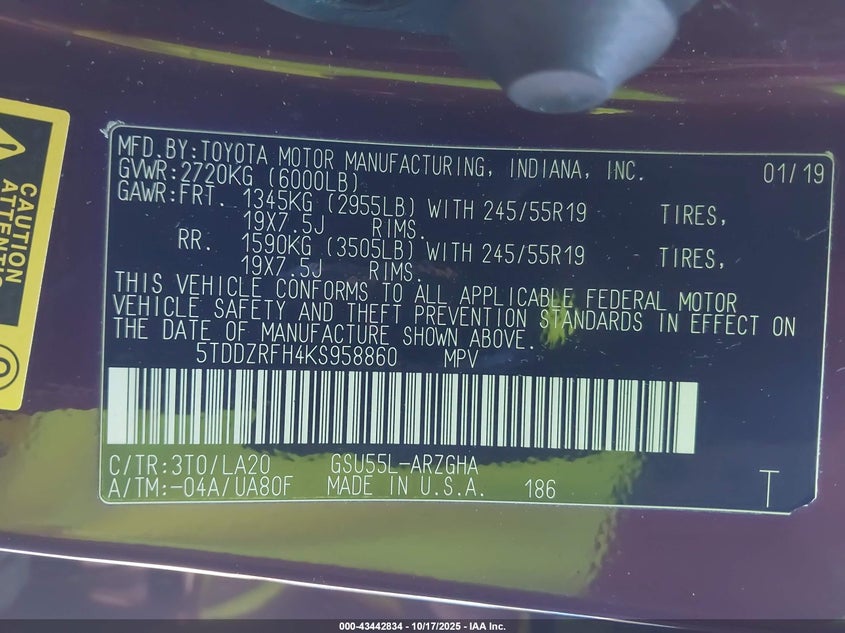 CAUTION
ATTENTIO
MFD.BY:TOYOTA MOTOR MANUFACTURING, INDIANA, INC. 01/19
GVWR:2720KG (6000LB)
GAWR:FRT. 1345KG (2955LB) WITH 245/55R19 TIRES,
19X7.5J RIMS.
RR. 1590KG (3505LB) WITH 245/55R19 TIRES,
19X7.5J RIMS.
THIS VEHICLE CONFORMS TO ALL APPLICABLE FEDERAL MOTOR
VEHICLE SAFETY AND THEFT PREVENTION STANDARDS IN EFFECT ON
THE DATE OF MANUFACTURE SHOWN ABOVE.
5TDDZRFH4KS958860 MPV
C/TR:3T0/LA20 GSU55L-ARZGHA
A/TM:-04A/UA80F MADE IN U.S.A. 186 T
000-43442834 - 10/17/2025 - IAA Inc.